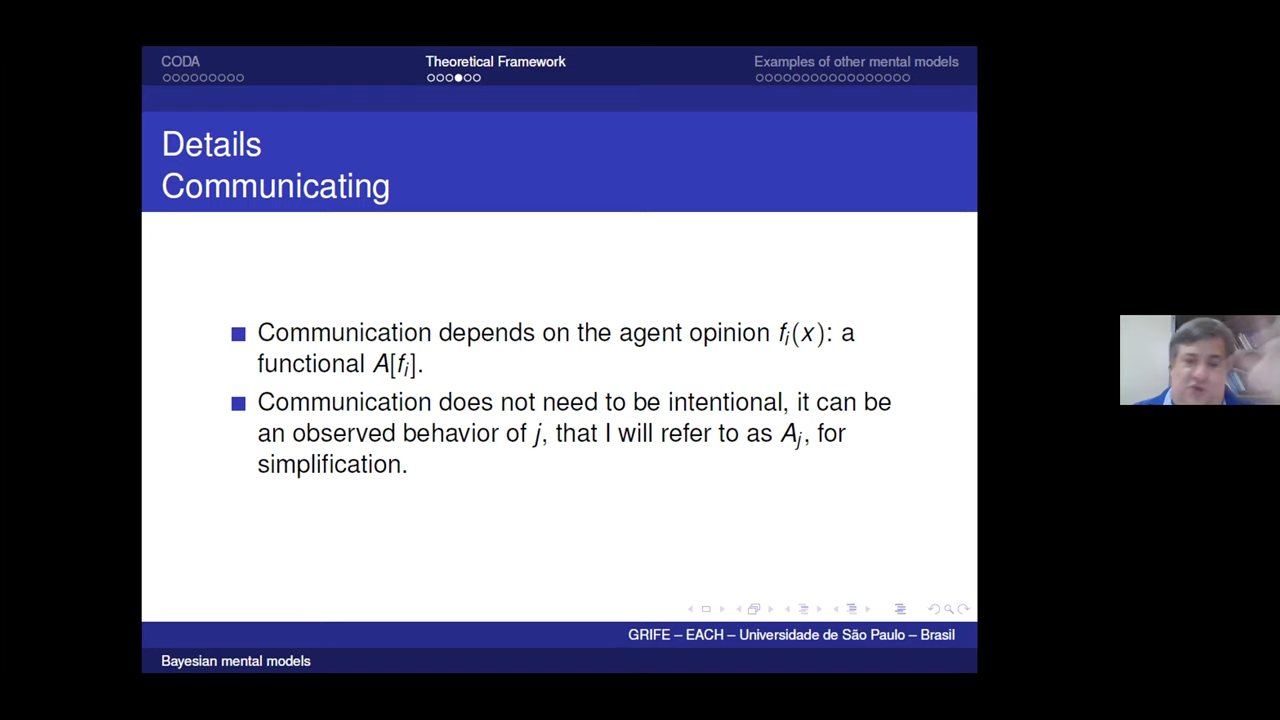 CODA
Theoretical Framework
Examples of other mental models
Details
Communicating
Communication depends on the agent opinion fᵢ(x): a
functional A[fᵢ].
Communication does not need to be intentional, it can be
an observed behavior of j, that I will refer to as Aⱼ, for
simplification.
GRIFE – EACH – Universidade de São Paulo – Brasil
Bayesian mental models